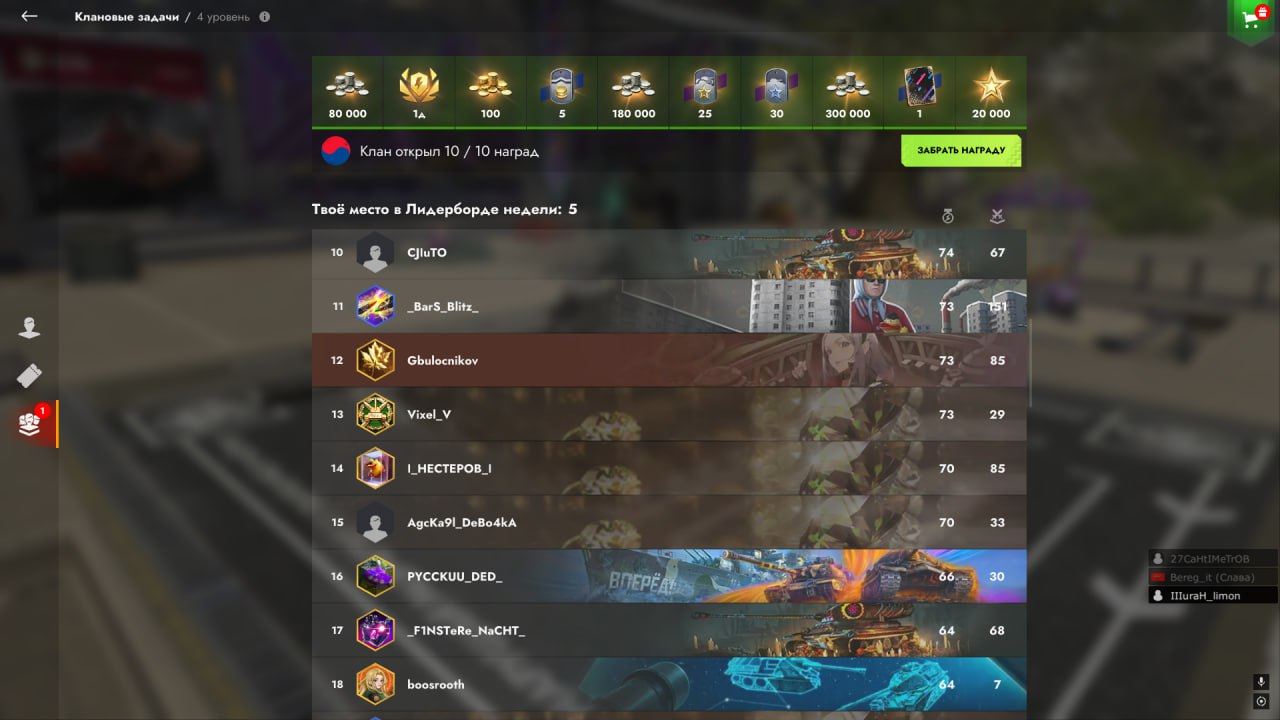 Клановые задачи / 4 уровень
80 000 1д 100 5 180 000 25 30 300 000 1 20 000
Клан открыл 10 / 10 наград
ЗАБРАТЬ НАГРАДУ
Твоё место в Лидерборде недели: 5
10 CJIuTO 74 67
11 _BarS_Blitz_ 73 151
12 Gbulocnikov 73 85
13 Vixel_V 73 29
14 I_HECTEPOB_I 70 85
15 AgcKa9l_DeBo4kA 70 33
16 PYCCKUU_DED_ ВПЕРЁД! 66 30
17 _F1NSTeRe_NaCHT_ 64 68
18 boosrooth 64 7
1
27CaHtIMeTrOB
Bereg_it (Слава)
IIIuraH_limon